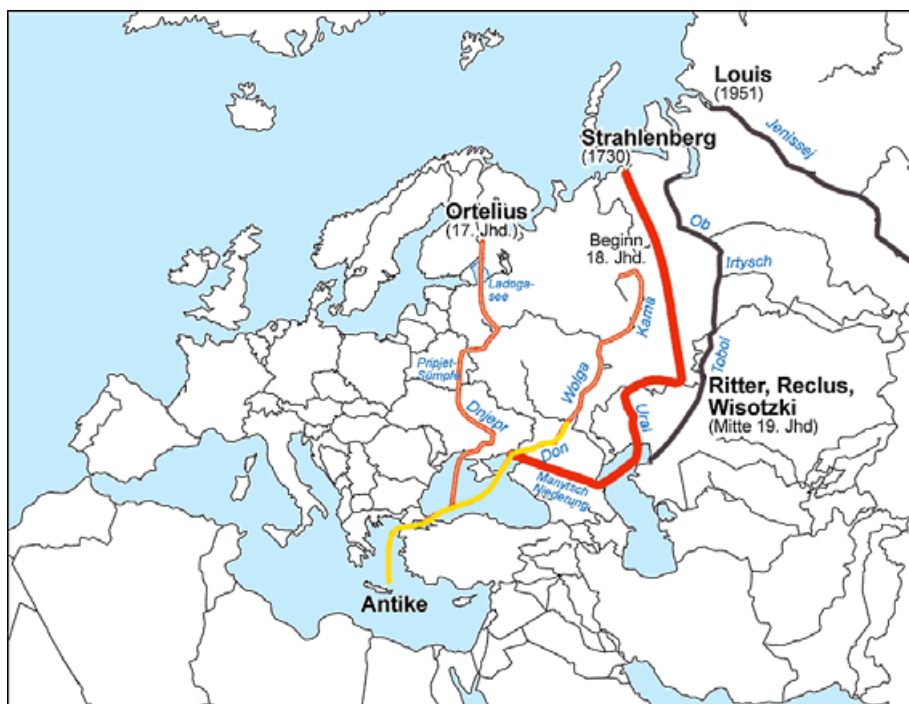 Louis
(1951)
Jenissej
Strahlenberg
(1730)
Ortelius
(17. Jhd.)
Ob
Beginn
18. Jhd.
Irtysch
Ladoga-
see
Kama
Pripjet-
Sümpfe
Wolga
Tobol
Dnjepr
Ritter, Reclus,
Wisotzki
(Mitte 19. Jhd)
Ural
Don
Manytsch
Niederung
Antike